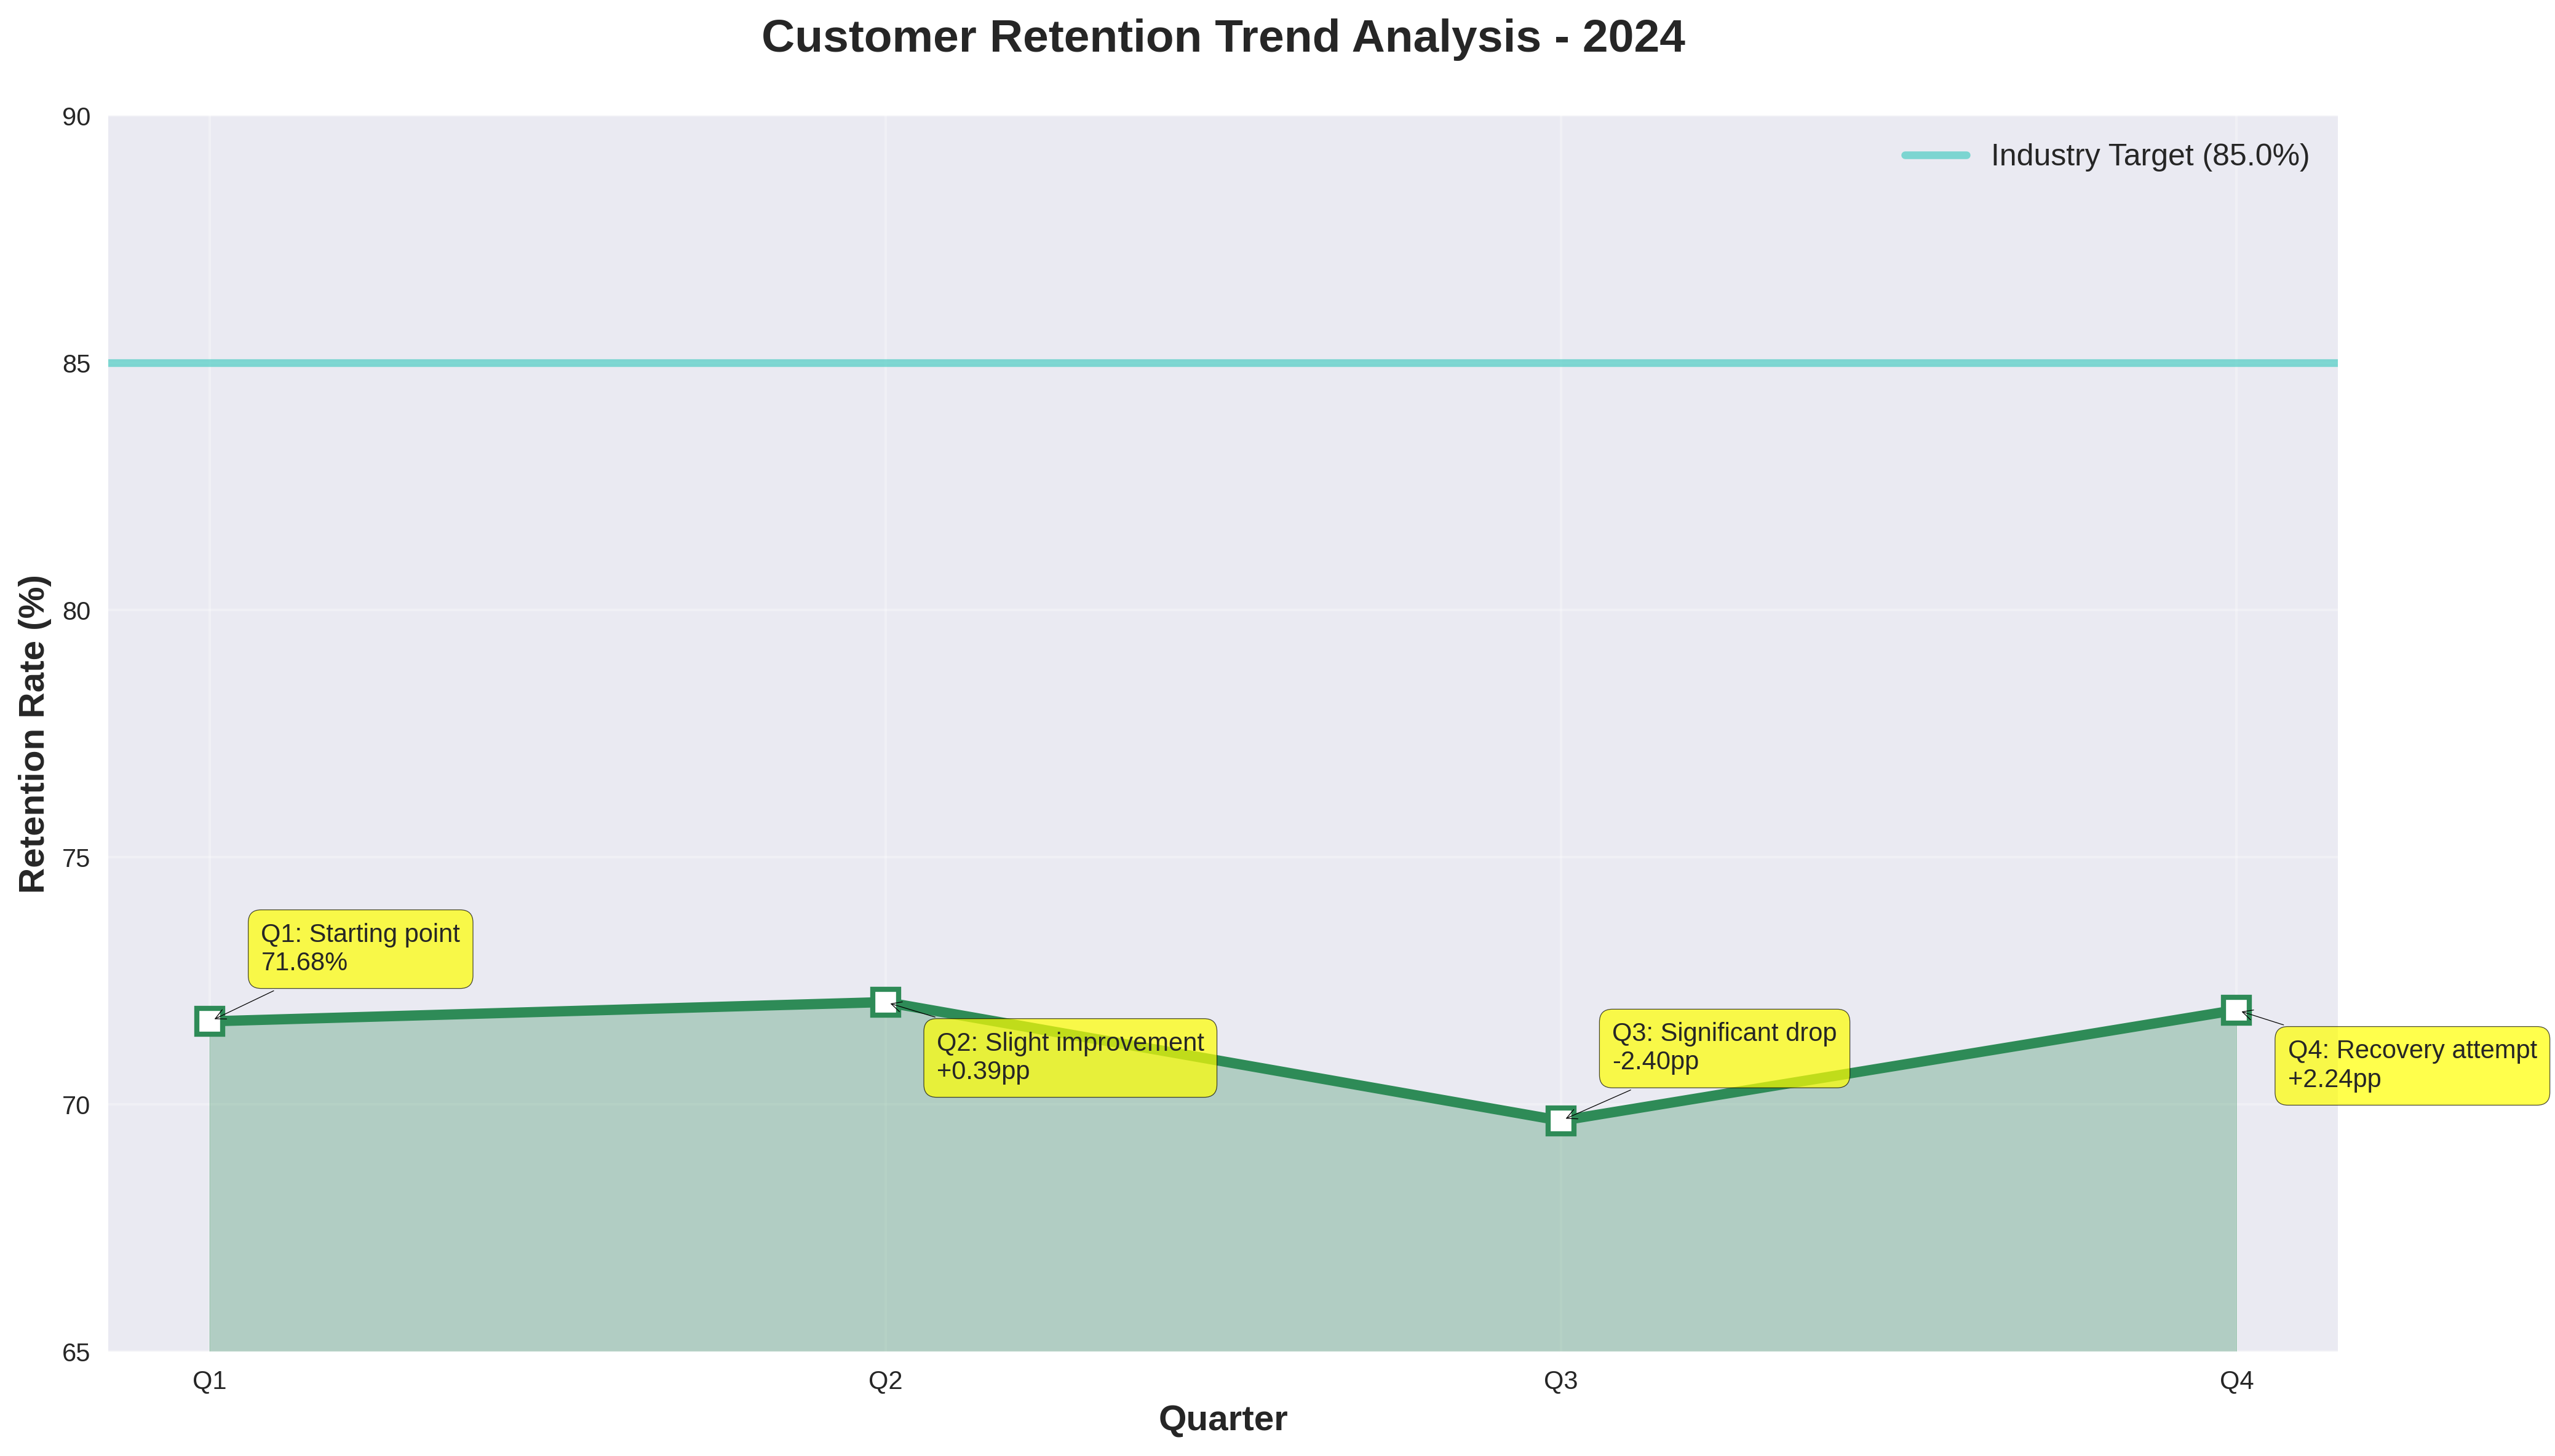 Customer Retention Trend Analysis - 2024
Industry Target (85.0%)
Retention Rate (%)
90
85
80
75
70
65
Q1: Starting point
71.68%
Q2: Slight improvement
+0.39pp
Q3: Significant drop
-2.40pp
Q4: Recovery attempt
+2.24pp
Q1
Q2
Q3
Q4
Quarter